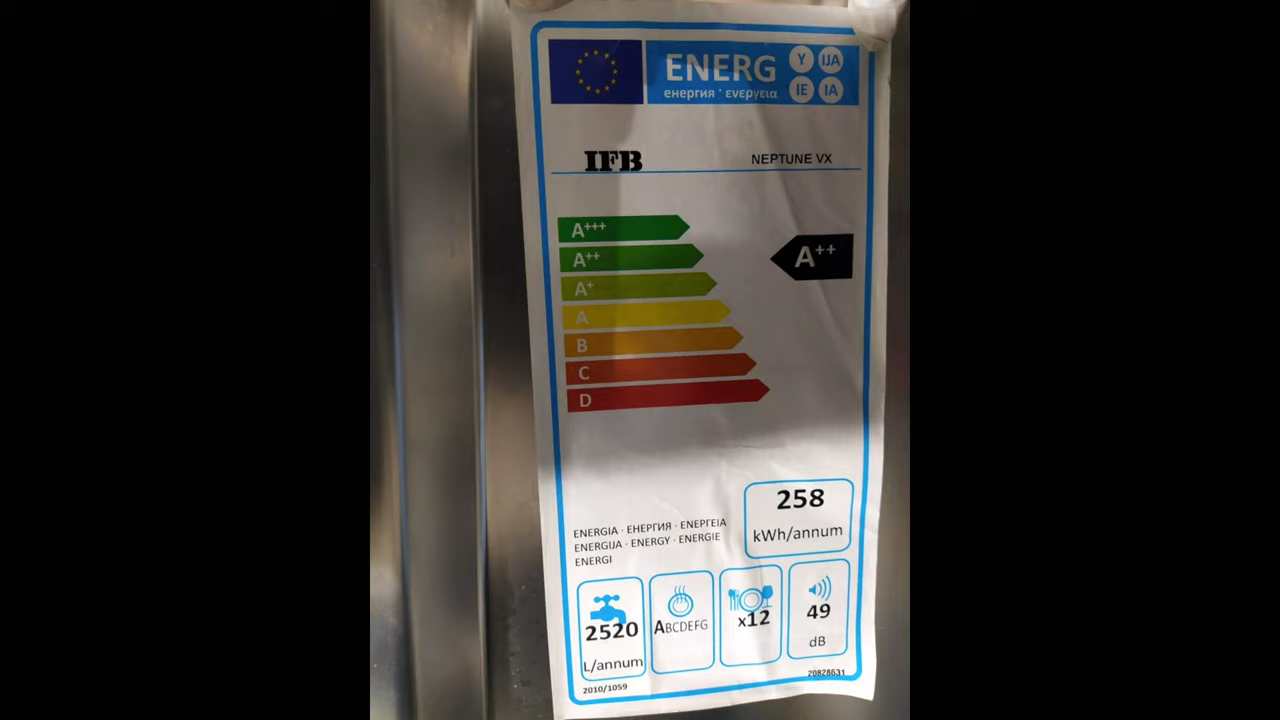 ENERG Y IJA
енергия · ενεργεια IE IA
IFB NEPTUNE VX
A+++
A++
A++
A+
A
B
C
D
258
kWh/annum
ENERGIA · ЕНЕРГИЯ · ΕΝΕΡΓΕΙΑ
ENERGIJA · ENERGY · ENERGIE
ENERGI
2520
L/annum
ABCDEFG
x12
49
dB
2010/1059
20828631